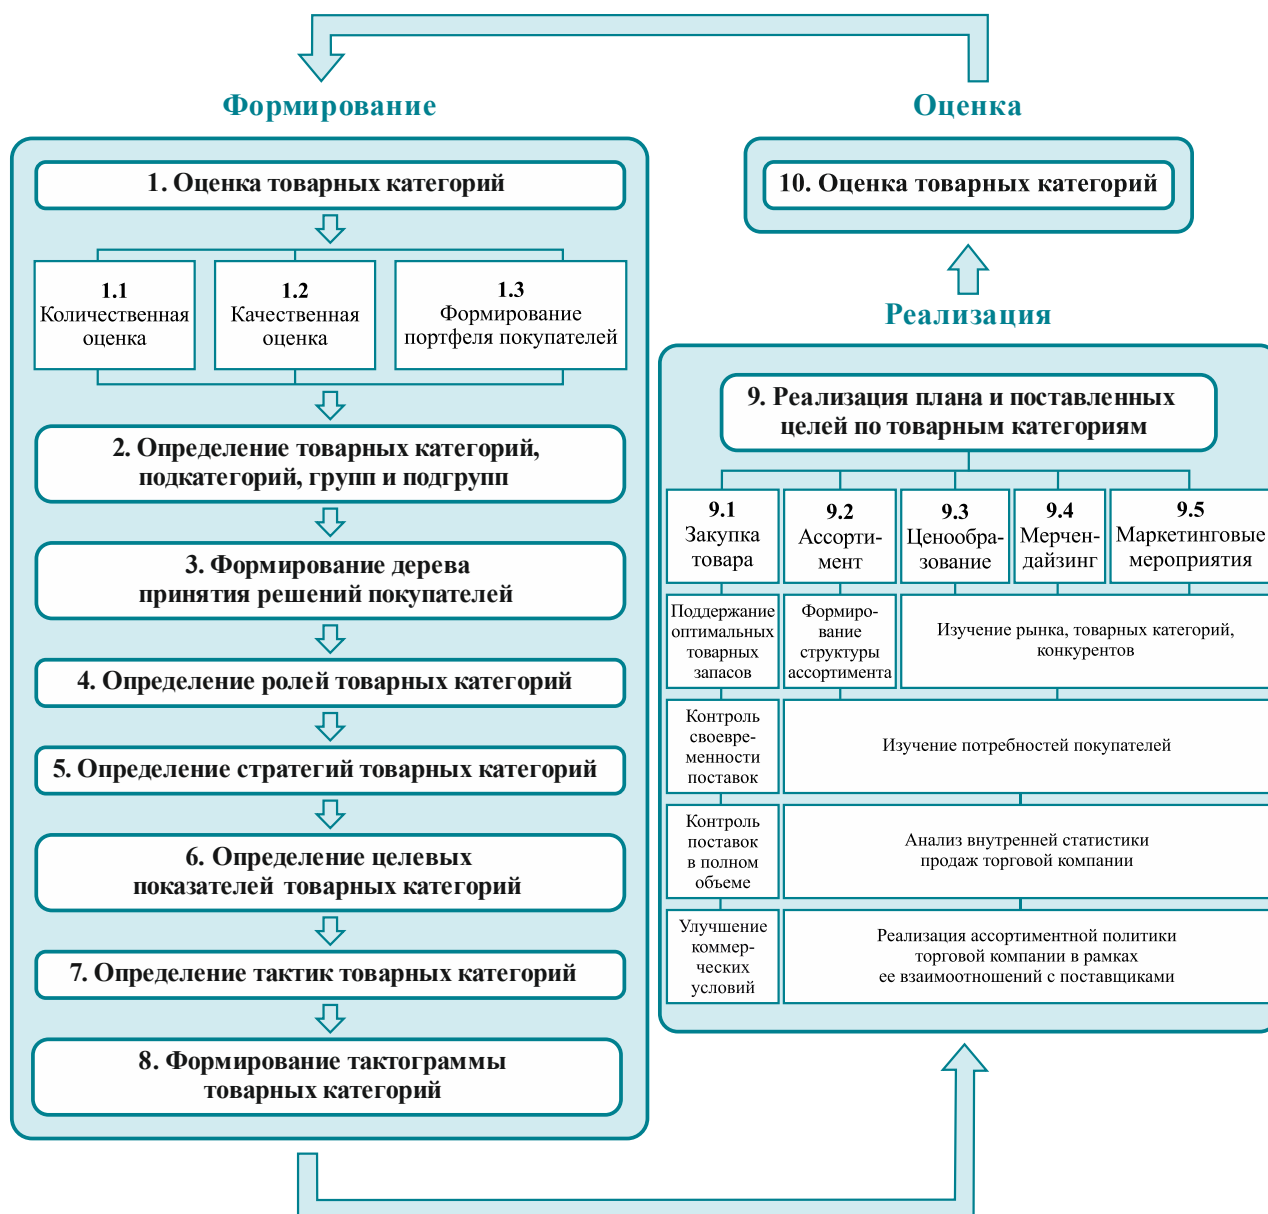 Формирование
1. Оценка товарных категорий
1.1
Количественная
оценка
1.2
Качественная
оценка
1.3
Формирование
портфеля покупателей
2. Определение товарных категорий,
подкатегорий, групп и подгрупп
3. Формирование дерева
принятия решений покупателей
4. Определение ролей товарных категорий
5. Определение стратегий товарных категорий
6. Определение целевых
показателей товарных категорий
7. Определение тактик товарных категорий
8. Формирование тактограммы
товарных категорий
Оценка
10. Оценка товарных категорий
Реализация
9. Реализация плана и поставленных
целей по товарным категориям
9.1
Закупка
товара
9.2
Ассорти-
мент
9.3
Ценообра-
зование
9.4
Мерчен-
дайзинг
9.5
Маркетинговые
мероприятия
Поддержание
оптимальных
товарных
запасов
Формиро-
вание
структуры
ассортимента
Изучение рынка, товарных категорий,
конкурентов
Контроль
своевре-
менности
поставок
Изучение потребностей покупателей
Контроль
поставок
в полном
объеме
Анализ внутренней статистики
продаж торговой компании
Улучшение
коммер-
ческих
условий
Реализация ассортиментной политики
торговой компании в рамках
ее взаимоотношений с поставщиками